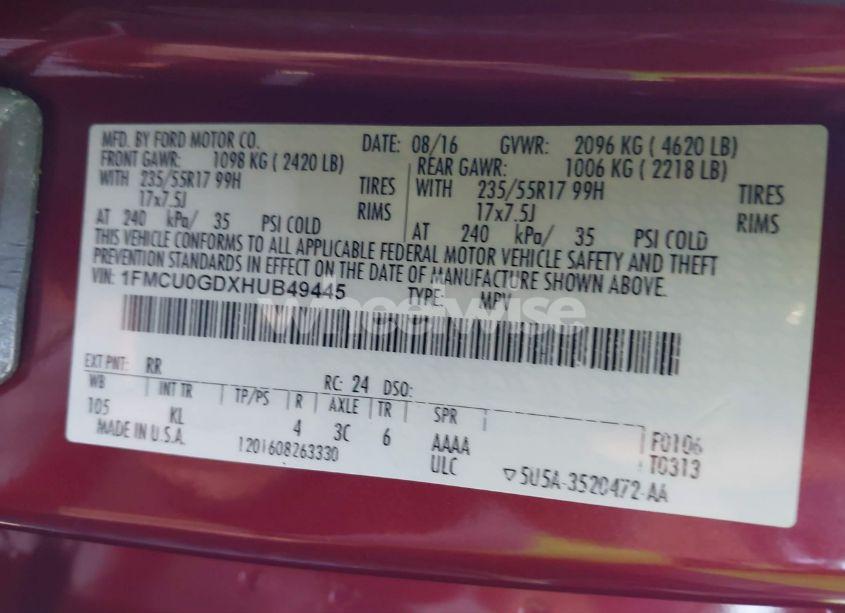 MFD. BY FORD MOTOR CO. DATE: 08/16 GVWR: 2096 KG ( 4620 LB)
FRONT GAWR: 1098 KG ( 2420 LB) REAR GAWR: 1006 KG ( 2218 LB)
WITH 235/55R17 99H TIRES WITH 235/55R17 99H TIRES
17x7.5J RIMS 17x7.5J RIMS
AT 240 kPa/ 35 PSI COLD AT 240 kPa/ 35 PSI COLD
THIS VEHICLE CONFORMS TO ALL APPLICABLE FEDERAL MOTOR VEHICLE SAFETY AND THEFT
PREVENTION STANDARDS IN EFFECT ON THE DATE OF MANUFACTURE SHOWN ABOVE.
VIN: 1FMCU0GDXHUB49445 TYPE: MPV
wheelwise
EXT PNT: RR RC: 24 DSO:
WB INT TR TP/PS R AXLE TR SPR
105 KL 4 3C 6 AAAA F0106
MADE IN U.S.A. 1201608263330 ULC T0313
▽5U5A-3520472-AA